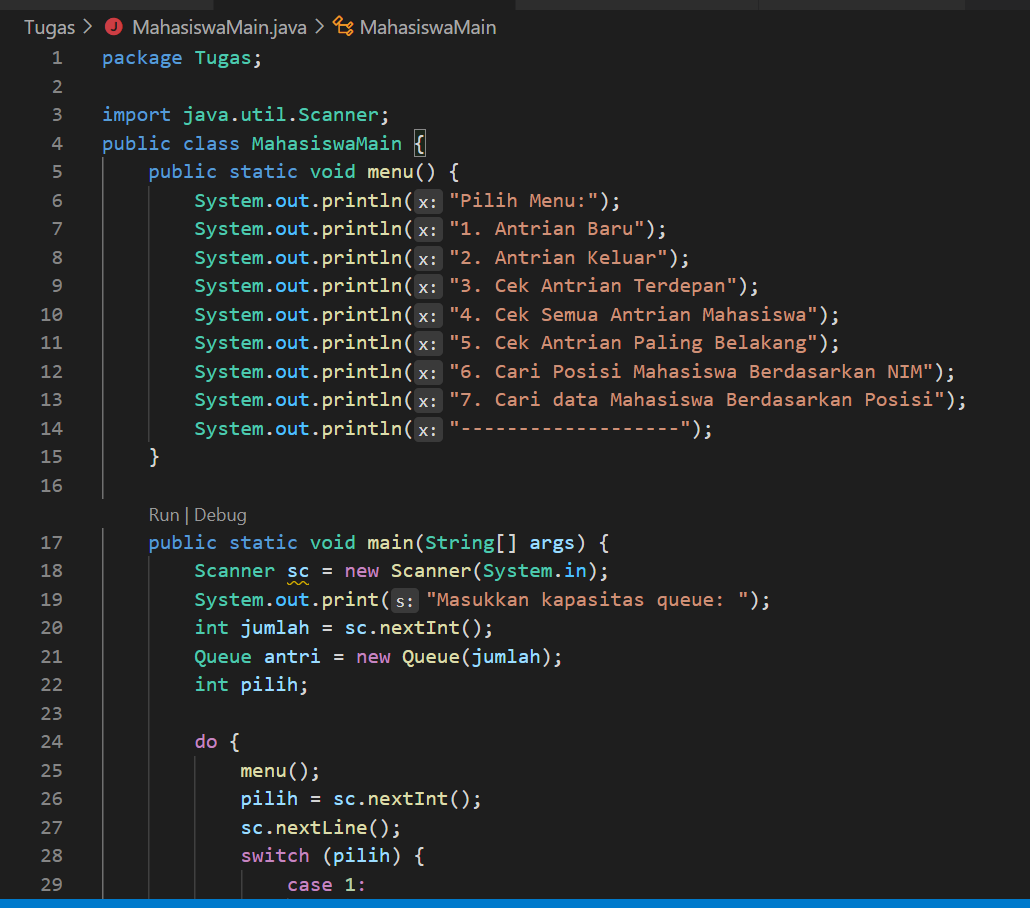 Tugas > J MahasiswaMain.java > MahasiswaMain
1 package Tugas;
2
3 import java.util.Scanner;
4 public class MahasiswaMain {
5 public static void menu() {
6 System.out.println(x: "Pilih Menu:");
7 System.out.println(x: "1. Antrian Baru");
8 System.out.println(x: "2. Antrian Keluar");
9 System.out.println(x: "3. Cek Antrian Terdepan");
10 System.out.println(x: "4. Cek Semua Antrian Mahasiswa");
11 System.out.println(x: "5. Cek Antrian Paling Belakang");
12 System.out.println(x: "6. Cari Posisi Mahasiswa Berdasarkan NIM");
13 System.out.println(x: "7. Cari data Mahasiswa Berdasarkan Posisi");
14 System.out.println(x: "-------------------");
15 }
16
Run | Debug
17 public static void main(String[] args) {
18 Scanner sc = new Scanner(System.in);
19 System.out.print(s: "Masukkan kapasitas queue: ");
20 int jumlah = sc.nextInt();
21 Queue antri = new Queue(jumlah);
22 int pilih;
23
24 do {
25 menu();
26 pilih = sc.nextInt();
27 sc.nextLine();
28 switch (pilih) {
29 case 1: